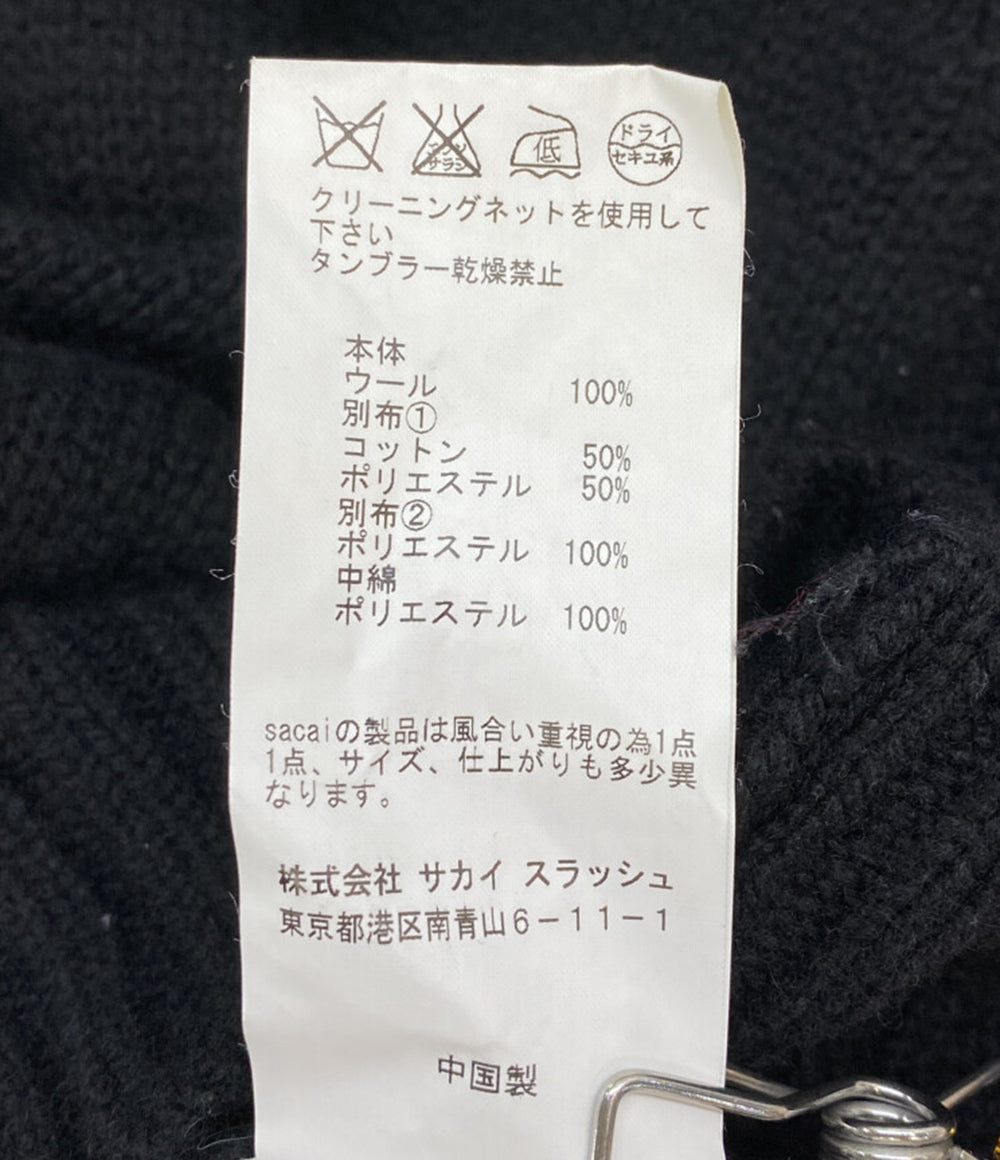 エンソサラシ 低 ドライ
セキユ系
クリーニングネットを使用して
下さい
タンブラー乾燥禁止
本体
ウール 100%
別布①
コットン 50%
ポリエステル 50%
別布②
ポリエステル 100%
中綿
ポリエステル 100%
sacaiの製品は風合い重視の為1点
1点、サイズ、仕上がりも多少異
なります。
株式会社 サカイ スラッシュ
東京都港区南青山6－11－1
中国製